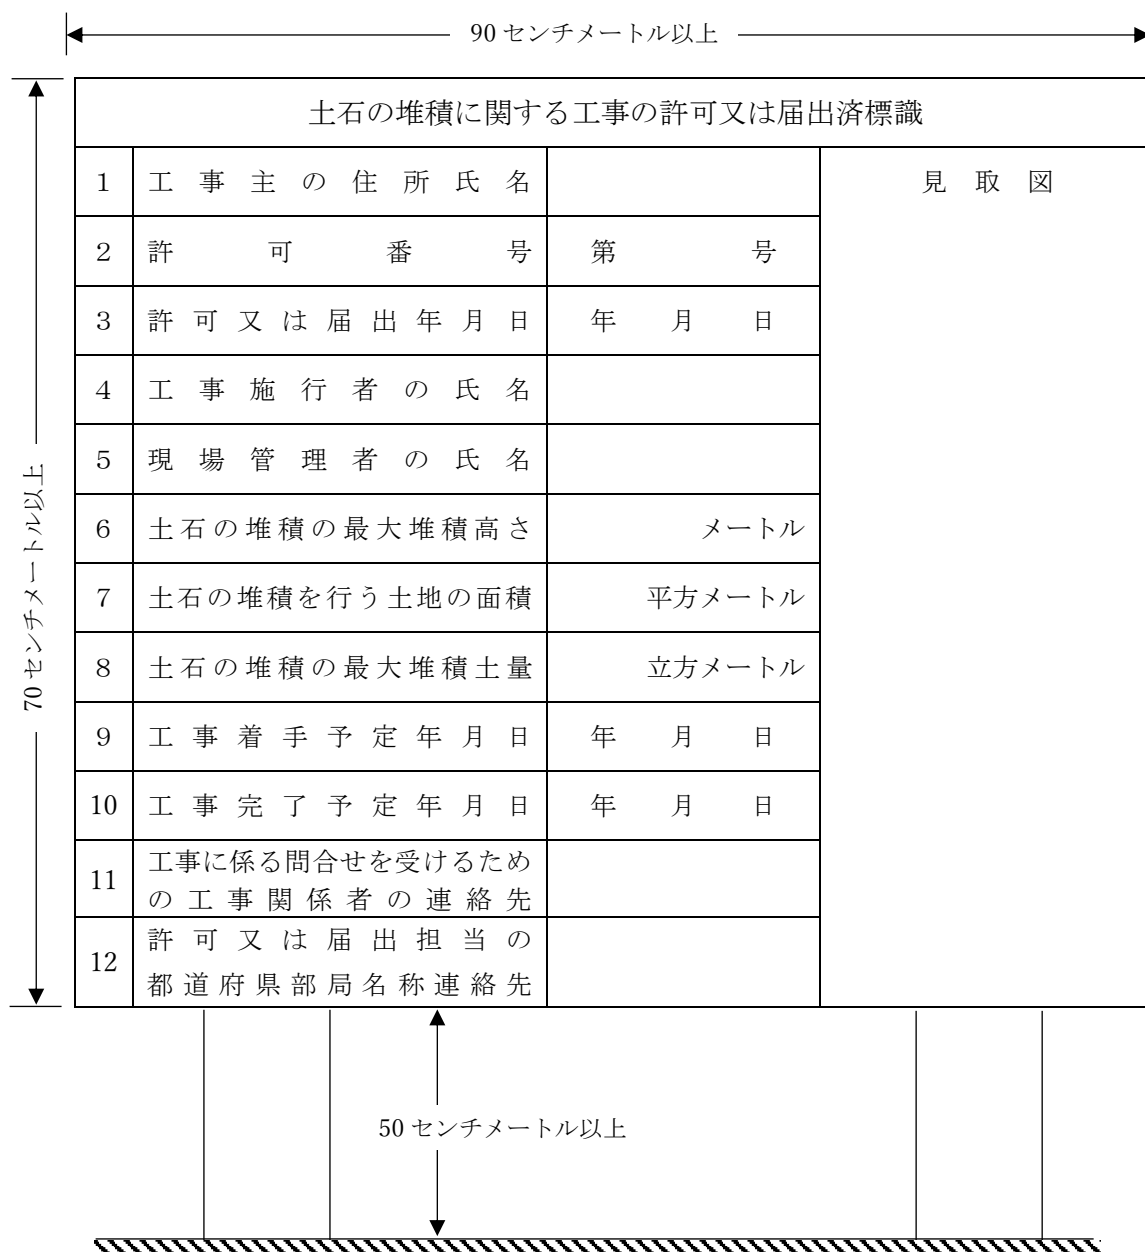 90センチメートル以上
土石の堆積に関する工事の許可又は届出済標識
1 工事主の住所氏名
見取図
2 許可番号 第 号
3 許可又は届出年月日 年 月 日
4 工事施行者の氏名
5 現場管理者の氏名
6 土石の堆積の最大堆積高さ メートル
7 土石の堆積を行う土地の面積 平方メートル
8 土石の堆積の最大堆積土量 立方メートル
9 工事着手予定年月日 年 月 日
10 工事完了予定年月日 年 月 日
11 工事に係る問合せを受けるため
の工事関係者の連絡先
12 許可又は届出担当の
都道府県部局名称連絡先
70センチメートル以上
50センチメートル以上